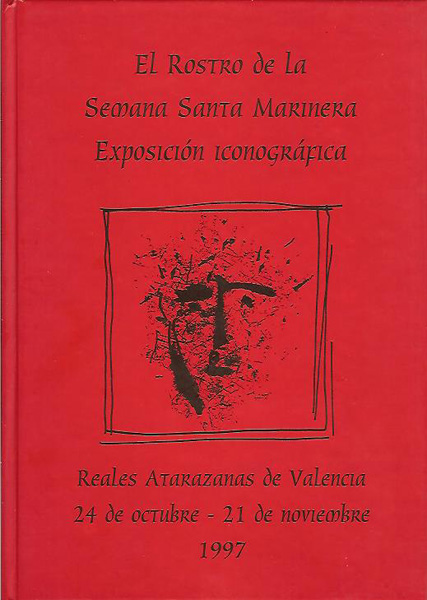 El Rostro de la
Semana Santa Marinera
Exposición iconográfica
Reales Atarazanas de Valencia
24 de octubre - 21 de noviembre
1997